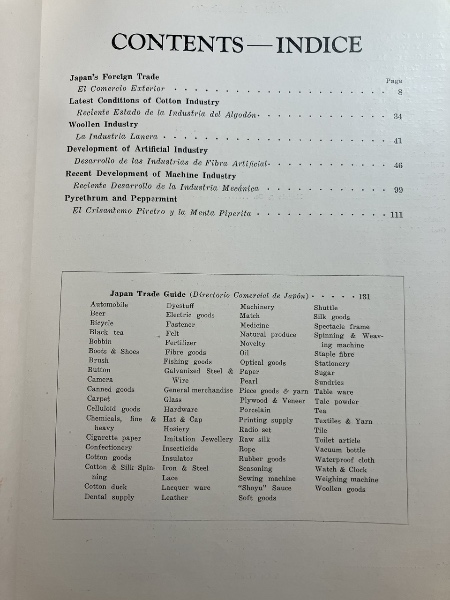 CONTENTS — INDICE
Page
Japan's Foreign Trade
El Comercio Exterior 8
Latest Conditions of Cotton Industry
Reciente Estado de la Industria del Algodón 34
Woollen Industry
La Industria Lanera 41
Development of Artificial Industry
Desarrollo de las Industrias de Fibra Artificial 46
Recent Development of Machine Industry
Reciente Desarrollo de la Industria Mecánica 99
Pyrethrum and Peppermint
El Crisantemo Piretro y la Menta Piperita 111
Japan Trade Guide (Directorio Comercial de Japón) 131
Automobile
Beer
Bicycle
Black tea
Bobbin
Boots & Shoes
Brush
Button
Camera
Canned goods
Carpet
Celluloid goods
Chemicals, fine &
heavy
Cigarette paper
Confectionery
Cotton goods
Cotton & Silk Spin-
ning
Cotton duck
Dental supply
Dyestuff
Electric goods
Fastener
Felt
Fertilizer
Fibre goods
Fishing goods
Galvanized Steel &
Wire
General merchandise
Glass
Hardware
Hat & Cap
Hosiery
Imitation Jewellery
Insecticide
Insulator
Iron & Steel
Lace
Lacquer ware
Leather
Machinery
Match
Medicine
Natural produce
Novelty
Oil
Optical goods
Paper
Pearl
Piece goods & yarn
Plywood & Veneer
Porcelain
Printing supply
Radio set
Raw silk
Rope
Rubber goods
Seasoning
Sewing machine
"Shoyu" Sauce
Soft goods
Shuttle
Silk goods
Spectacle frame
Spinning & Weav-
ing machine
Staple fibre
Stationery
Sugar
Sundries
Table ware
Talc powder
Tea
Textiles & Yarn
Tile
Toilet article
Vacuum bottle
Waterproof cloth
Watch & Clock
Weighing machine
Woollen goods